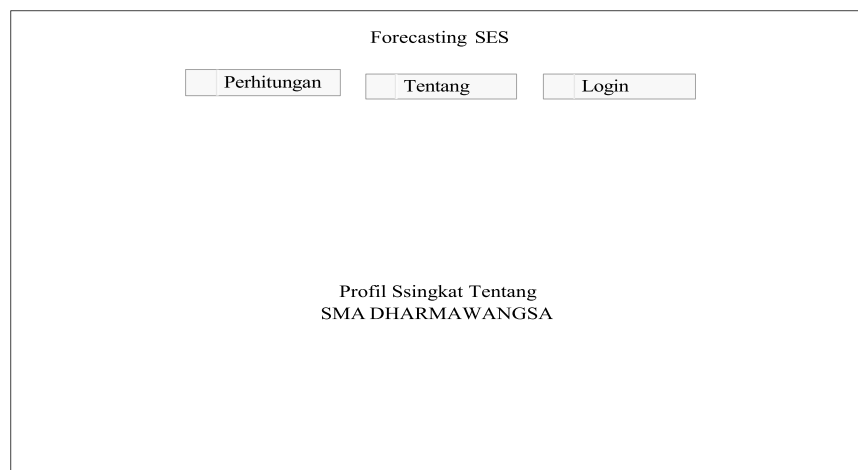 Forecasting SES
Perhitungan Tentang Login
Profil Ssingkat Tentang
SMA DHARMAWANGSA